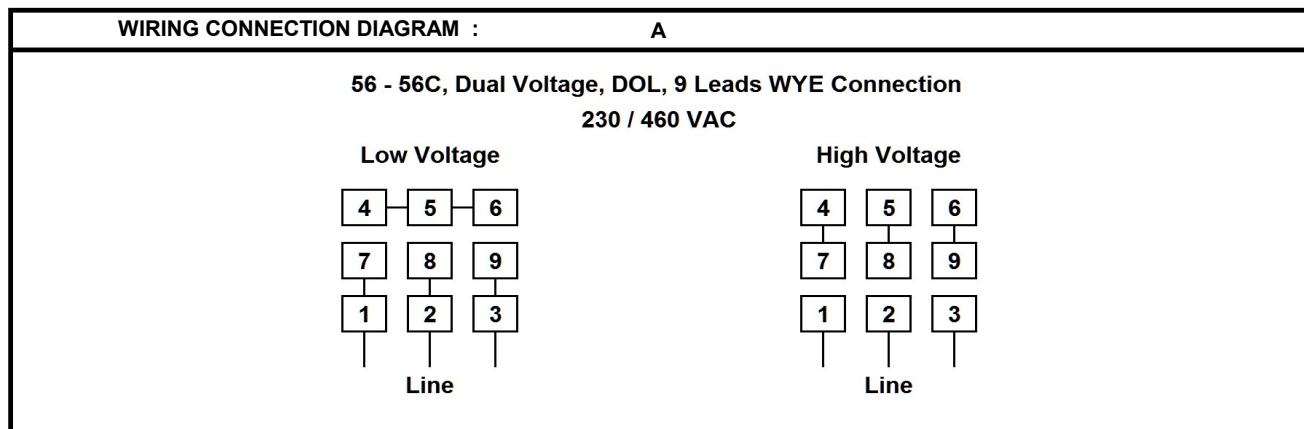 WIRING CONNECTION DIAGRAM : A
56 - 56C, Dual Voltage, DOL, 9 Leads WYE Connection
230 / 460 VAC
Low Voltage High Voltage
4 5 6 4 5 6
7 8 9 7 8 9
1 2 3 1 2 3
Line Line